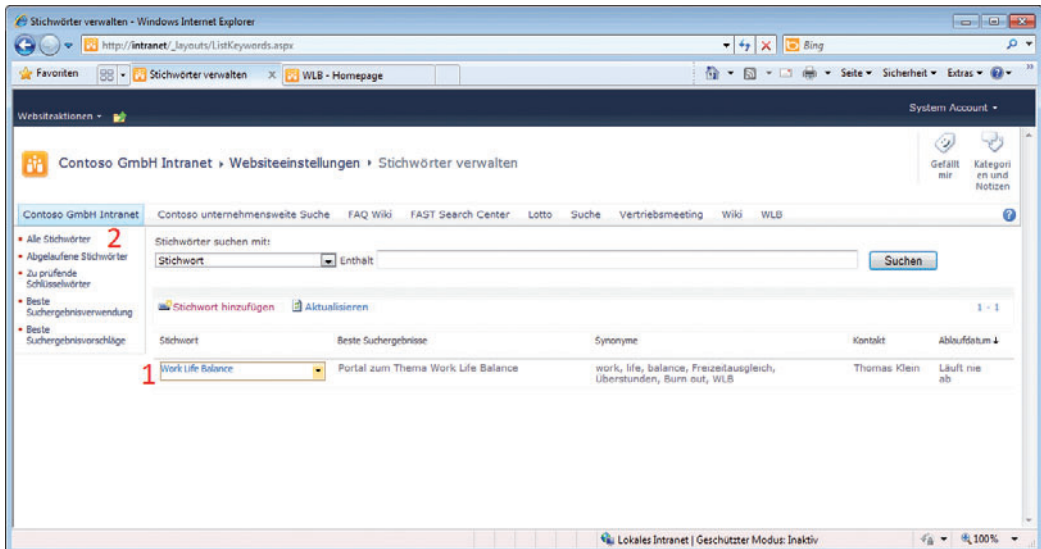 Stichwörter verwalten - Windows Internet Explorer
http://intranet/_layouts/ListKeywords.aspx
Bing
Favoriten
Stichwörter verwalten
X
WLB - Homepage
Seite
Sicherheit
Extras
Websiteaktionen
System Account
Contoso GmbH Intranet › Websiteeinstellungen › Stichwörter verwalten
Gefällt
mir
Kategori
en und
Notizen
Contoso GmbH Intranet
Contoso unternehmensweite Suche
FAQ Wiki
FAST Search Center
Lotto
Suche
Vertriebsmeeting
Wiki
WLB
Alle Stichwörter
2
Abgelaufene Stichwörter
Zu prüfende
Schlüsselwörter
Beste
Suchergebnisverwendung
Beste
Suchergebnisvorschläge
Stichwörter suchen mit:
Stichwort
Enthält
Suchen
Stichwort hinzufügen
Aktualisieren
1 - 1
Stichwort
Beste Suchergebnisse
Synonyme
Kontakt
Ablaufdatum
1
Work Life Balance
Portal zum Thema Work Life Balance
work, life, balance, Freizeitausgleich,
Überstunden, Burn out, WLB
Thomas Klein
Läuft nie
ab
Lokales Intranet | Geschützter Modus: Inaktiv
100%